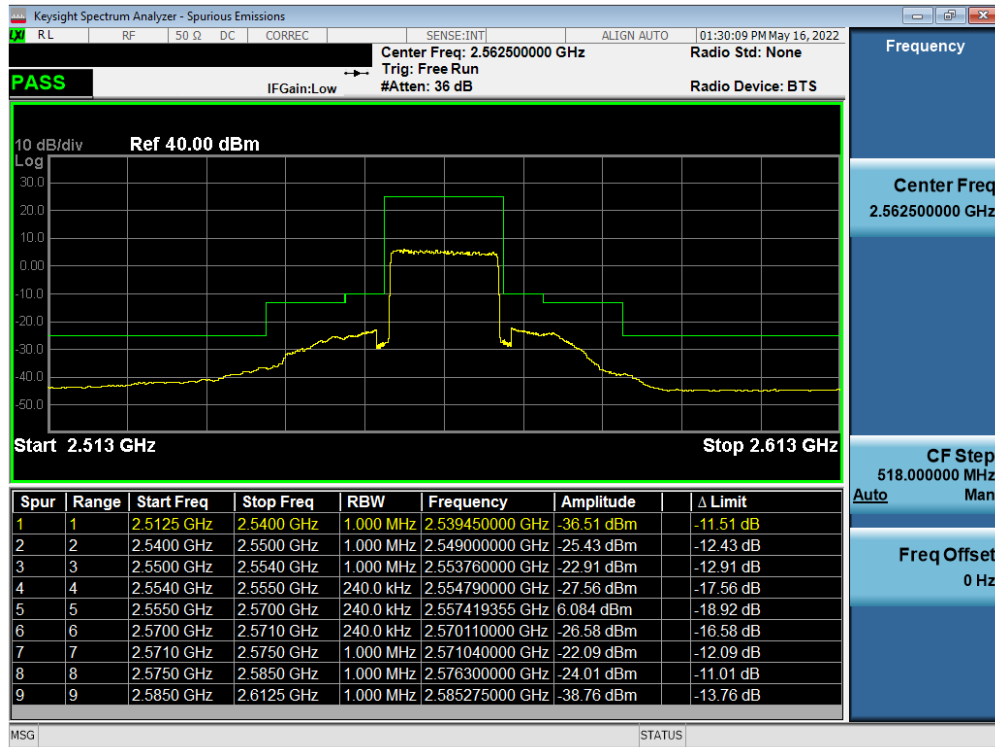 Keysight Spectrum Analyzer - Spurious Emissions
LXI RL RF 50 Ω DC CORREC SENSE:INT ALIGN AUTO 01:30:09 PM May 16, 2022
Center Freq: 2.562500000 GHz Radio Std: None
Trig: Free Run
PASS IFGain:Low #Atten: 36 dB Radio Device: BTS
Frequency
10 dB/div Ref 40.00 dBm
Log
30.0
20.0
10.0
0.00
-10.0
-20.0
-30.0
-40.0
-50.0
Start 2.513 GHz Stop 2.613 GHz
Center Freq
2.562500000 GHz
CF Step
518.000000 MHz
Auto Man
Freq Offset
0 Hz
Spur Range Start Freq Stop Freq RBW Frequency Amplitude Δ Limit
1 1 2.5125 GHz 2.5400 GHz 1.000 MHz 2.539450000 GHz -36.51 dBm -11.51 dB
2 2 2.5400 GHz 2.5500 GHz 1.000 MHz 2.549000000 GHz -25.43 dBm -12.43 dB
3 3 2.5500 GHz 2.5540 GHz 1.000 MHz 2.553760000 GHz -22.91 dBm -12.91 dB
4 4 2.5540 GHz 2.5550 GHz 240.0 kHz 2.554790000 GHz -27.56 dBm -17.56 dB
5 5 2.5550 GHz 2.5700 GHz 240.0 kHz 2.557419355 GHz 6.084 dBm -18.92 dB
6 6 2.5700 GHz 2.5710 GHz 240.0 kHz 2.570110000 GHz -26.58 dBm -16.58 dB
7 7 2.5710 GHz 2.5750 GHz 1.000 MHz 2.571040000 GHz -22.09 dBm -12.09 dB
8 8 2.5750 GHz 2.5850 GHz 1.000 MHz 2.576300000 GHz -24.01 dBm -11.01 dB
9 9 2.5850 GHz 2.6125 GHz 1.000 MHz 2.585275000 GHz -38.76 dBm -13.76 dB
MSG STATUS